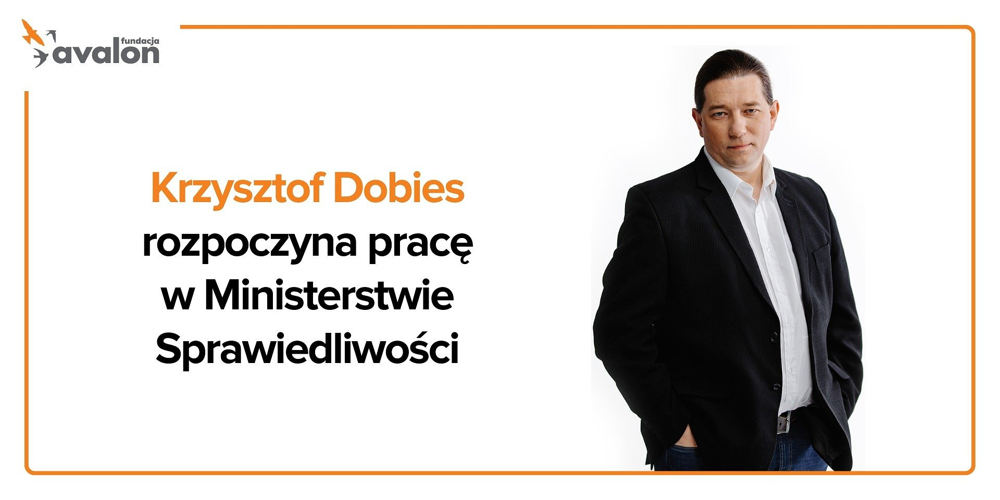 fundacja
avalon
Krzysztof Dobies
rozpoczyna pracę
w Ministerstwie
Sprawiedliwości